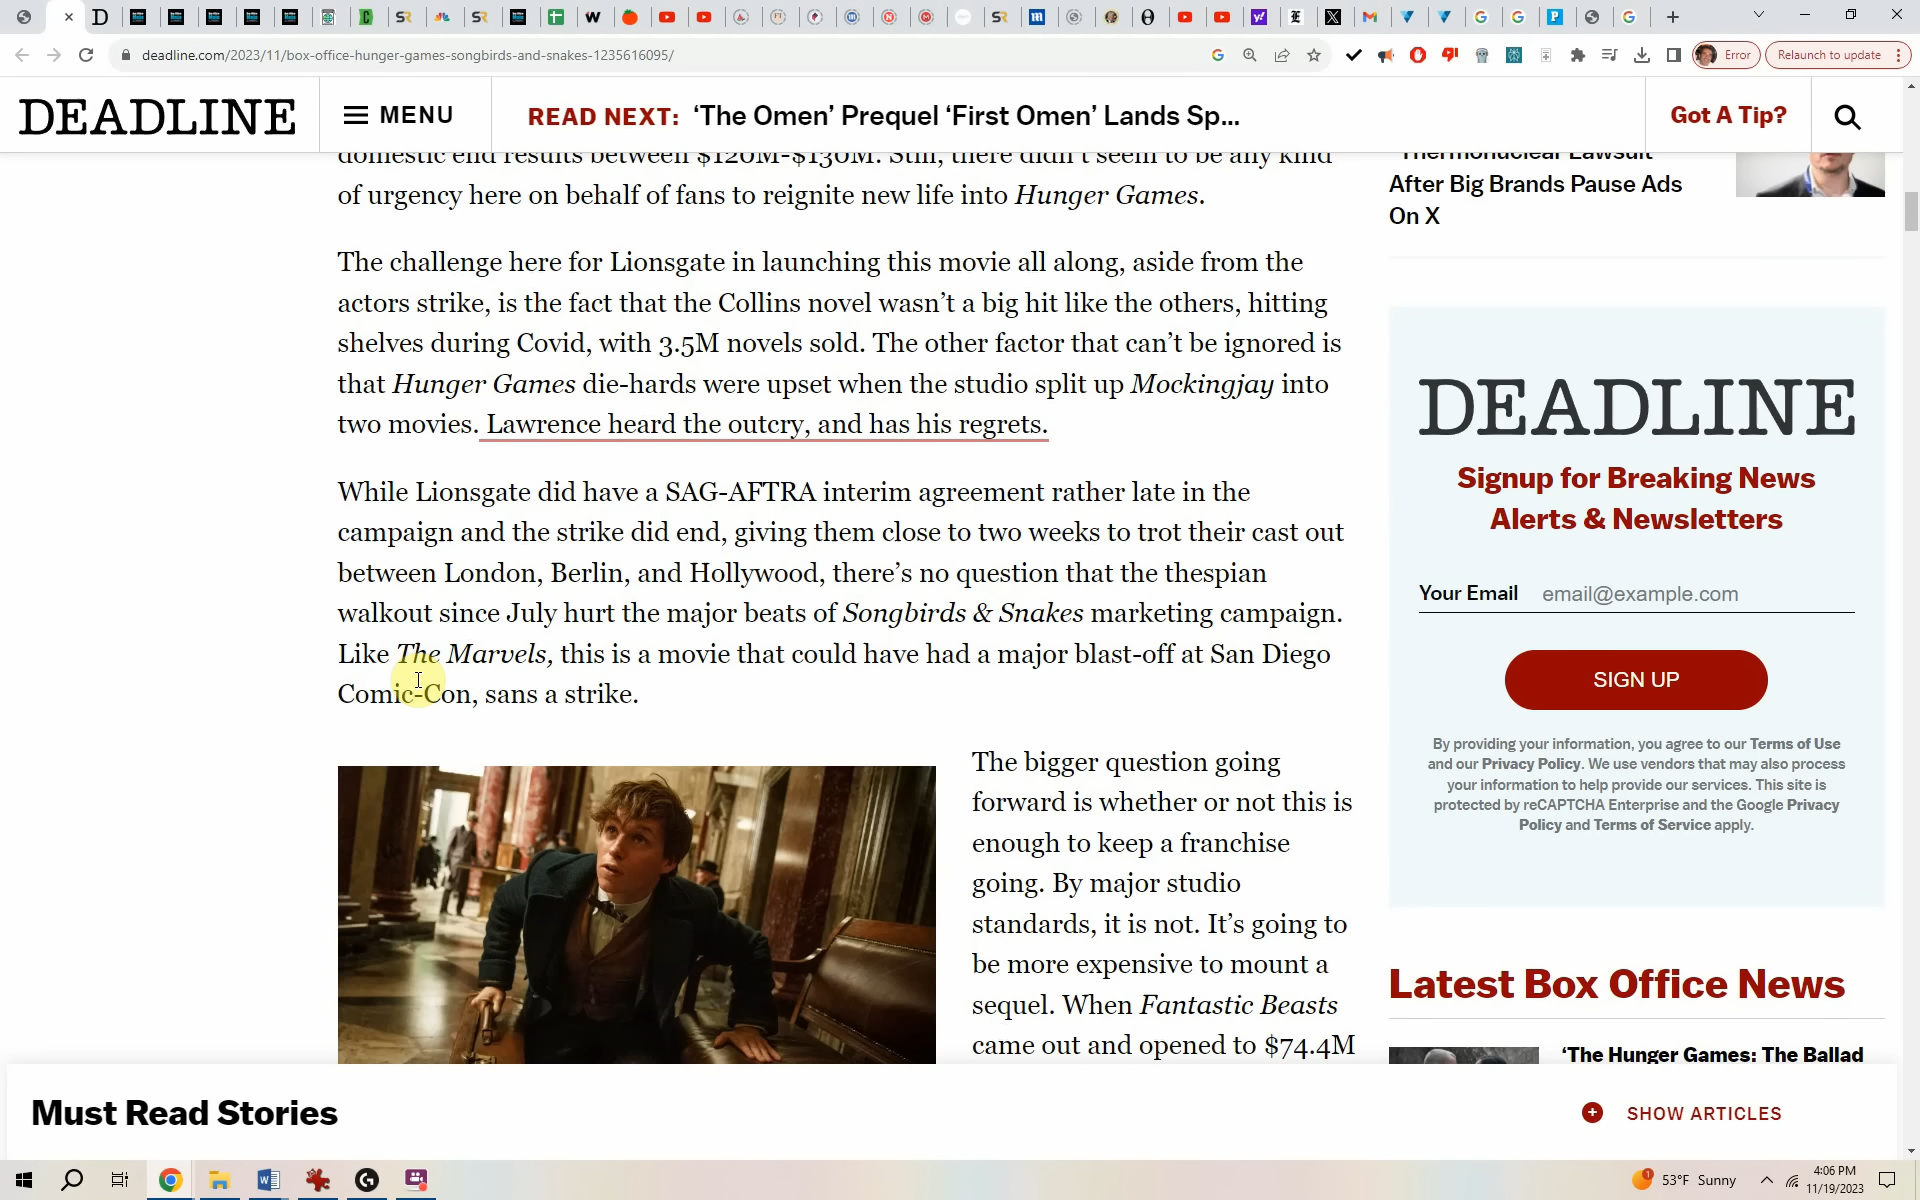 deadline.com/2023/11/box-office-hunger-games-songbirds-and-snakes-1235616095/
Error
Relaunch to update
DEADLINE
MENU
READ NEXT: ‘The Omen’ Prequel ‘First Omen’ Lands Sp...
Got A Tip?
domestic end results between $120M-$130M. Still, there didn’t seem to be any kind
of urgency here on behalf of fans to reignite new life into Hunger Games.
The challenge here for Lionsgate in launching this movie all along, aside from the
actors strike, is the fact that the Collins novel wasn’t a big hit like the others, hitting
shelves during Covid, with 3.5M novels sold. The other factor that can’t be ignored is
that Hunger Games die-hards were upset when the studio split up Mockingjay into
two movies. Lawrence heard the outcry, and has his regrets.
While Lionsgate did have a SAG-AFTRA interim agreement rather late in the
campaign and the strike did end, giving them close to two weeks to trot their cast out
between London, Berlin, and Hollywood, there’s no question that the thespian
walkout since July hurt the major beats of Songbirds & Snakes marketing campaign.
Like The Marvels, this is a movie that could have had a major blast-off at San Diego
Comic-Con, sans a strike.
The bigger question going
forward is whether or not this is
enough to keep a franchise
going. By major studio
standards, it is not. It’s going to
be more expensive to mount a
sequel. When Fantastic Beasts
came out and opened to $74.4M
Thermonuclear Lawsuit
After Big Brands Pause Ads
On X
DEADLINE
Signup for Breaking News
Alerts & Newsletters
Your Email email@example.com
SIGN UP
By providing your information, you agree to our Terms of Use
and our Privacy Policy. We use vendors that may also process
your information to help provide our services. This site is
protected by reCAPTCHA Enterprise and the Google Privacy
Policy and Terms of Service apply.
Latest Box Office News
‘The Hunger Games: The Ballad
Must Read Stories
SHOW ARTICLES
53°F Sunny
4:06 PM
11/19/2023